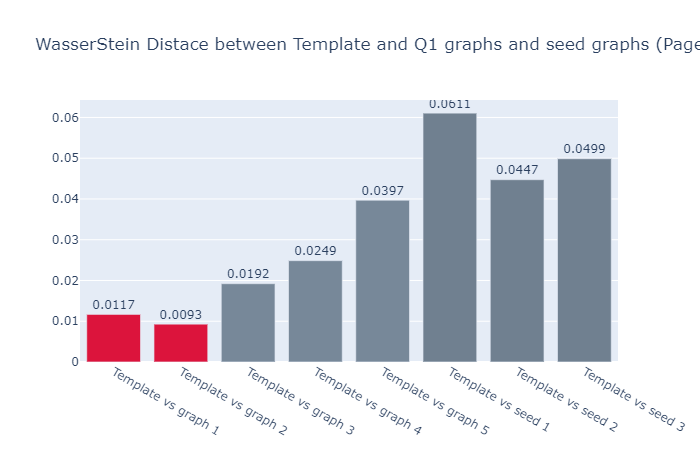 WasserStein Distace between Template and Q1 graphs and seed graphs (Page
0.06
0.05
0.04
0.03
0.02
0.01
0
0.0117
0.0093
0.0192
0.0249
0.0397
0.0611
0.0447
0.0499
Template vs graph 1
Template vs graph 2
Template vs graph 3
Template vs graph 4
Template vs graph 5
Template vs seed 1
Template vs seed 2
Template vs seed 3